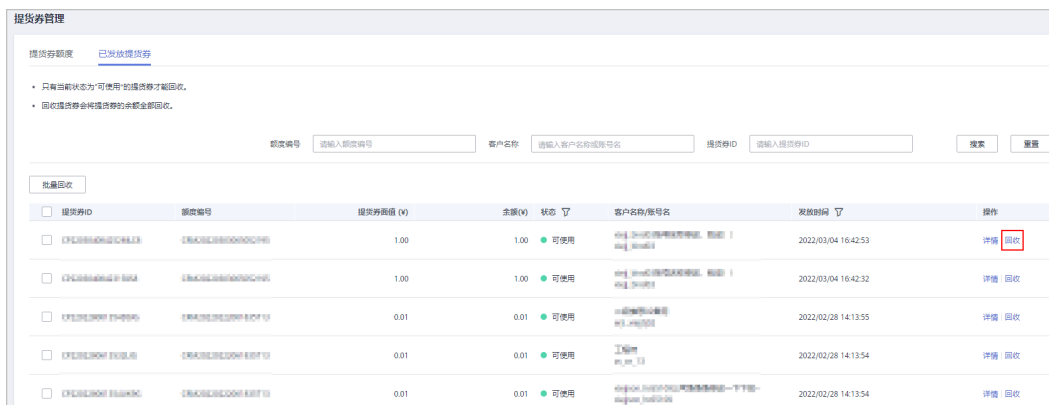 提货券管理
提货券额度 已发放提货券
• 只有当前状态为"可使用"的提货券才能回收。
• 回收提货券会将提货券的余额全部回收。
额度编号 请输入额度编号 客户名称 请输入客户名称或账号名 提货券ID 请输入提货券ID 搜索 重置
批量回收
提货券ID 额度编号 提货券面值 (¥) 余额(¥) 状态 客户名称/账号名 发放时间 操作
1.00 1.00 可使用 2022/03/04 16:42:53 详情 回收
1.00 1.00 可使用 2022/03/04 16:42:32 详情 回收
0.01 0.01 可使用 2022/02/28 14:13:55 详情 回收
0.01 0.01 可使用 2022/02/28 14:13:54 详情 回收
0.01 0.01 可使用 2022/02/28 14:13:54 详情 回收